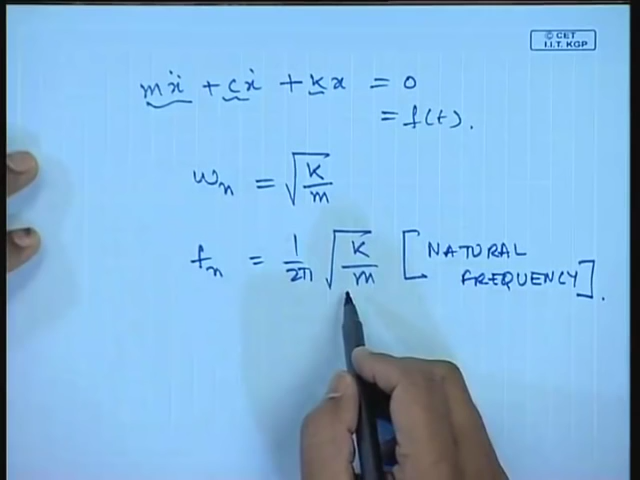 © CET
I.I.T. KGP
mẍ + cẋ + kx = 0
= f(t).
ωn = √(K/m)
fn = 1/2π √(K/m) [NATURAL
FREQUENCY].